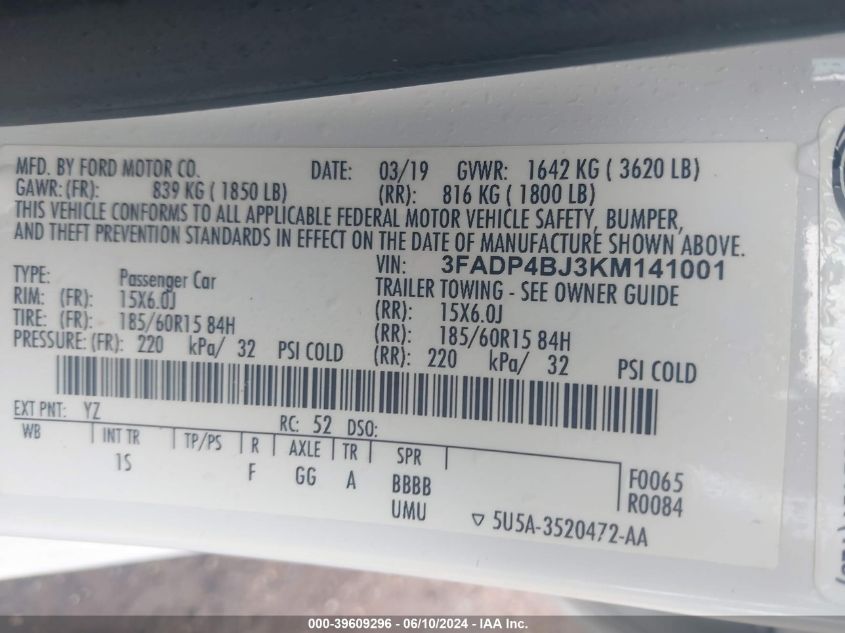 MFD. BY FORD MOTOR CO. DATE: 03/19 GVWR: 1642 KG ( 3620 LB)
GAWR: (FR): 839 KG ( 1850 LB) (RR): 816 KG ( 1800 LB)
THIS VEHICLE CONFORMS TO ALL APPLICABLE FEDERAL MOTOR VEHICLE SAFETY, BUMPER,
AND THEFT PREVENTION STANDARDS IN EFFECT ON THE DATE OF MANUFACTURE SHOWN ABOVE.
VIN: 3FADP4BJ3KM141001
TYPE: Passenger Car TRAILER TOWING - SEE OWNER GUIDE
RIM: (FR): 15X6.0J (RR): 15X6.0J
TIRE: (FR): 185/60R15 84H (RR): 185/60R15 84H
PRESSURE: (FR): 220 kPa/ 32 PSI COLD (RR): 220 kPa/ 32 PSI COLD
EXT PNT: YZ RC: 52 DSO:
WB INT TR TP/PS R AXLE TR SPR
1S F GG A BBBB F0065
UMU R0084
5U5A-3520472-AA
000-39609296 - 06/10/2024 - IAA, Inc.